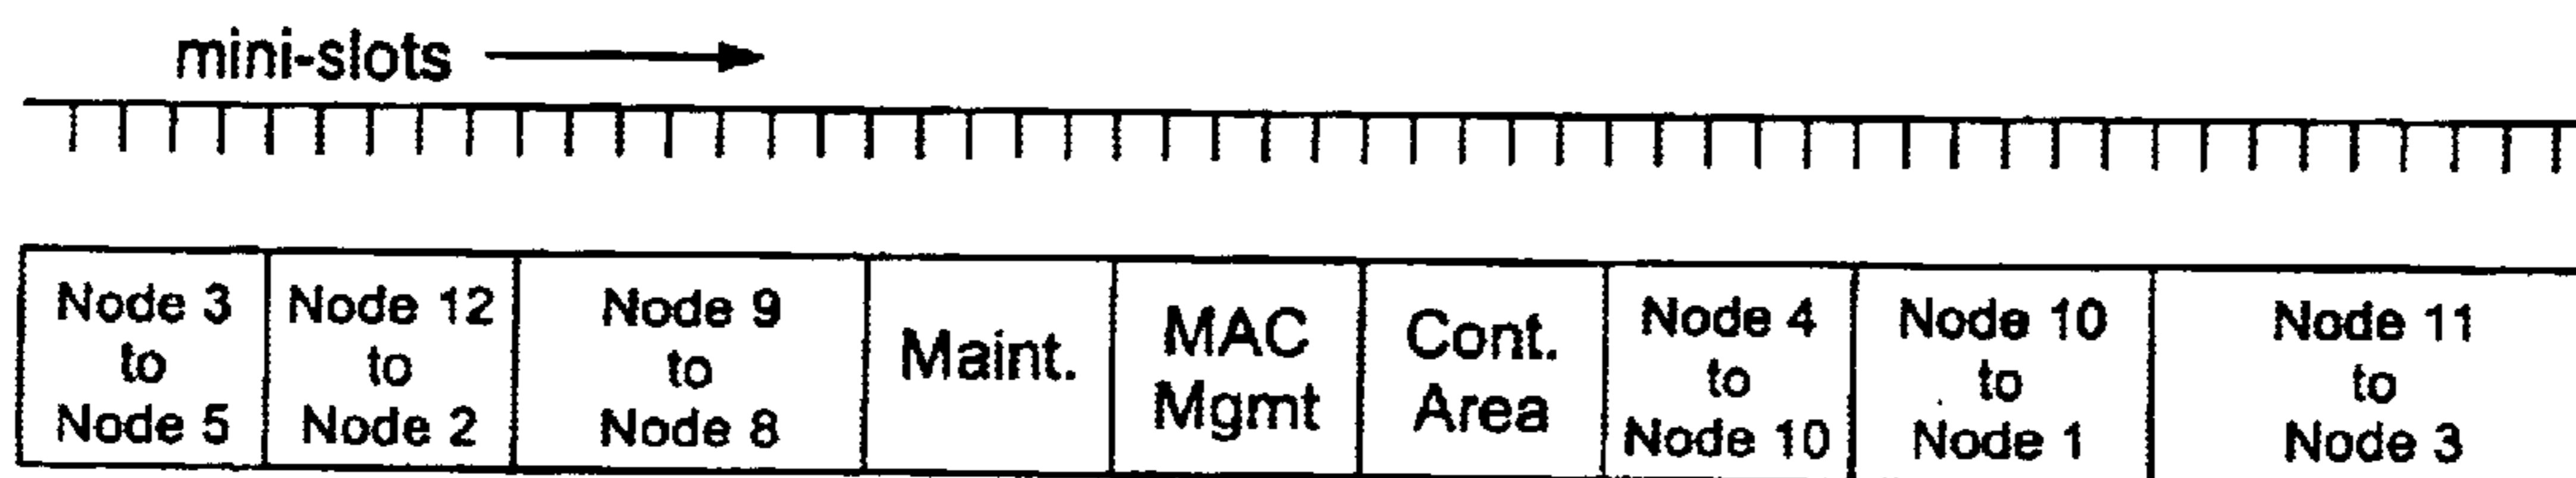 mini-slots
Node 3
to
Node 5
Node 12
to
Node 2
Node 9
to
Node 8
Maint.
MAC
Mgmt
Cont.
Area
Node 4
to
Node 10
Node 10
to
Node 1
Node 11
to
Node 3